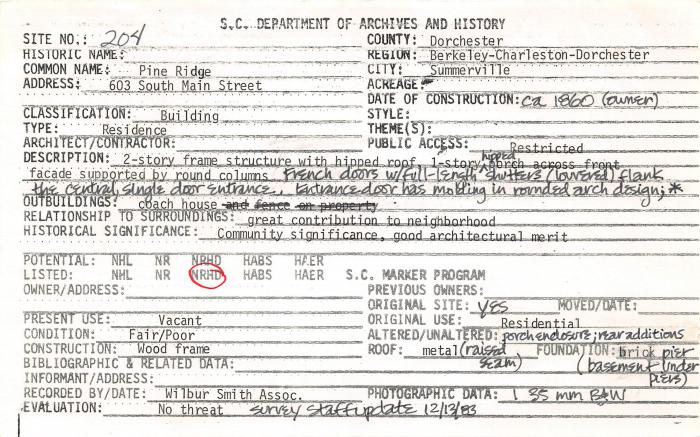 S.C. DEPARTMENT OF ARCHIVES AND HISTORY
SITE NO.: 204 COUNTY: Dorchester
HISTORIC NAME: REGION: Berkeley-Charleston-Dorchester
COMMON NAME: Pine Ridge CITY: Summerville
ADDRESS: 603 South Main Street ACREAGE:
DATE OF CONSTRUCTION: ca 1860 (owner)
CLASSIFICATION: Building STYLE:
TYPE: Residence THEME(S):
ARCHITECT/CONTRACTOR: PUBLIC ACCESS: Restricted
DESCRIPTION: 2-story frame structure with hipped roof, 1-story hipped porch across front
facade supported by round columns French doors w/full-length shutters (louvered) flank
the central, single door entrance, Entrance door has molding in rounded arch design; *
OUTBUILDINGS: coach house and fence on property
RELATIONSHIP TO SURROUNDINGS: great contribution to neighborhood
HISTORICAL SIGNIFICANCE: Community significance, good architectural merit
POTENTIAL: NHL NR NRHD HABS HAER
LISTED: NHL NR NRHD HABS HAER S.C. MARKER PROGRAM
OWNER/ADDRESS: PREVIOUS OWNERS:
ORIGINAL SITE: yes MOVED/DATE:
PRESENT USE: Vacant ORIGINAL USE: Residential
CONDITION: Fair/Poor ALTERED/UNALTERED: porch enclosure; rear additions
CONSTRUCTION: Wood frame ROOF: metal (raised seam) FOUNDATION: brick pier
BIBLIOGRAPHIC & RELATED DATA: (basement under piers)
INFORMANT/ADDRESS:
RECORDED BY/DATE: Wilbur Smith Assoc. PHOTOGRAPHIC DATA: 1 35 mm B&W
EVALUATION: No threat survey staff update 12/13/83